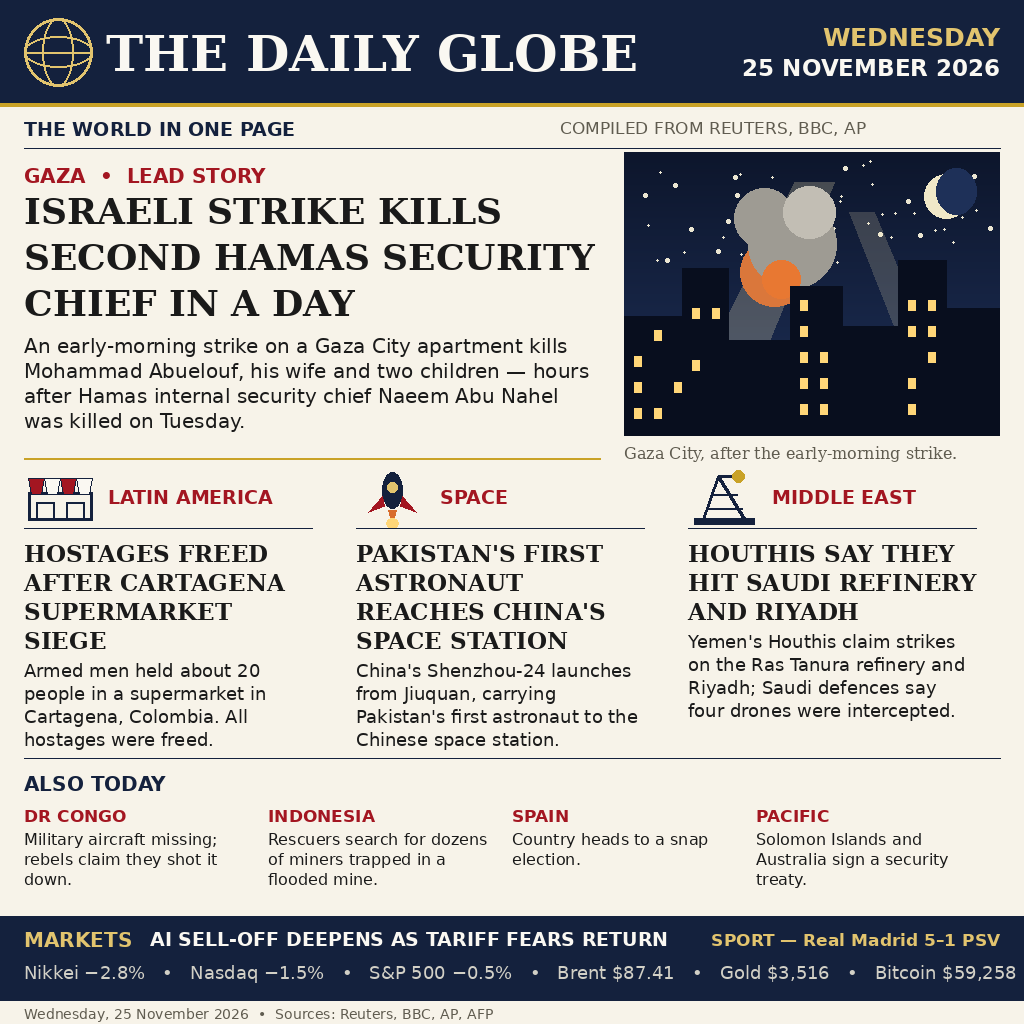 THE DAILY GLOBE
WEDNESDAY
25 NOVEMBER 2026
THE WORLD IN ONE PAGE
COMPILED FROM REUTERS, BBC, AP
GAZA • LEAD STORY
ISRAELI STRIKE KILLS
SECOND HAMAS SECURITY
CHIEF IN A DAY
An early-morning strike on a Gaza City apartment kills
Mohammad Abuelouf, his wife and two children — hours
after Hamas internal security chief Naeem Abu Nahel
was killed on Tuesday.
Gaza City, after the early-morning strike.
LATIN AMERICA
HOSTAGES FREED
AFTER CARTAGENA
SUPERMARKET
SIEGE
Armed men held about 20
people in a supermarket in
Cartagena, Colombia. All
hostages were freed.
SPACE
PAKISTAN'S FIRST
ASTRONAUT
REACHES CHINA'S
SPACE STATION
China's Shenzhou-24 launches
from Jiuquan, carrying
Pakistan's first astronaut to the
Chinese space station.
MIDDLE EAST
HOUTHIS SAY THEY
HIT SAUDI REFINERY
AND RIYADH
Yemen's Houthis claim strikes
on the Ras Tanura refinery and
Riyadh; Saudi defences say
four drones were intercepted.
ALSO TODAY
DR CONGO
Military aircraft missing;
rebels claim they shot it
down.
INDONESIA
Rescuers search for dozens
of miners trapped in a
flooded mine.
SPAIN
Country heads to a snap
election.
PACIFIC
Solomon Islands and
Australia sign a security
treaty.
MARKETS AI SELL-OFF DEEPENS AS TARIFF FEARS RETURN
SPORT — Real Madrid 5–1 PSV
Nikkei −2.8% • Nasdaq −1.5% • S&P 500 −0.5% • Brent $87.41 • Gold $3,516 • Bitcoin $59,258
Wednesday, 25 November 2026 • Sources: Reuters, BBC, AP, AFP